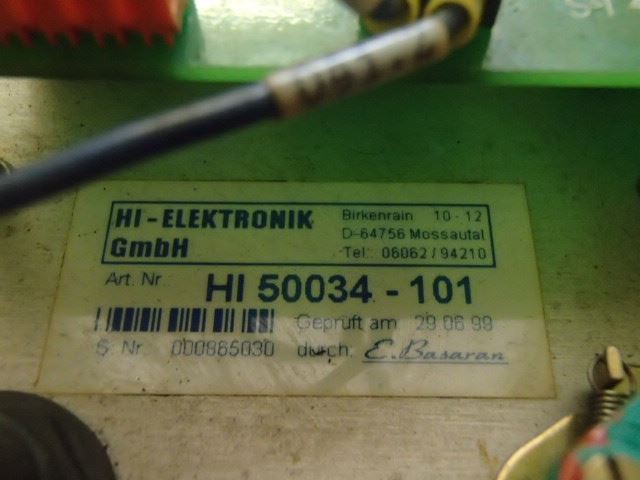 HI-ELEKTRONIK GmbH
Birkenrain 10-12
D-64756 Mossautal
Tel.: 06062/94210
Art. Nr. HI 50034-101
Geprüft am 29 06 99
S. Nr. 000865030 durch: E. Basaran